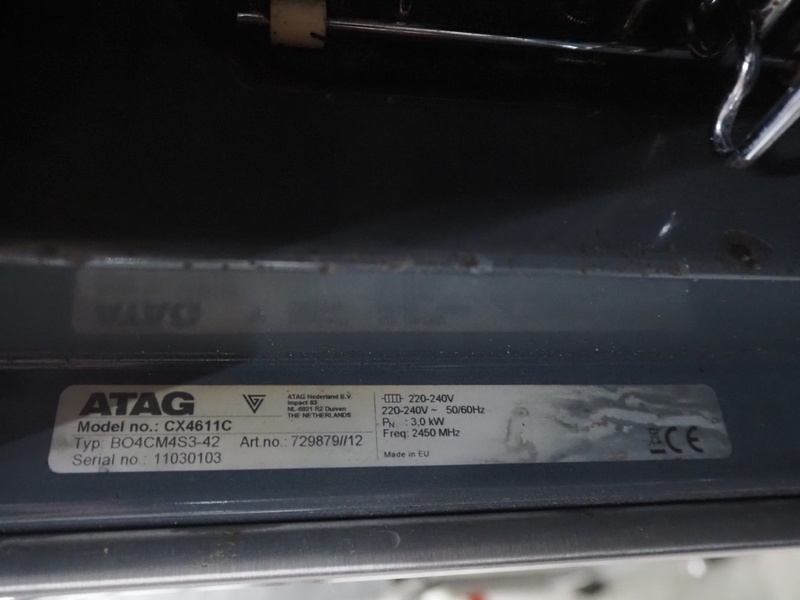 ATAG
ATAG Nederland B.V.
Impact 83
NL-6921 RZ Duiven
THE NETHERLANDS
Model no.: CX4611C
Typ: BO4CM4S3-42 Art.no.: 729879//12
Serial no : 11030103
220-240V
220-240V ~ 50/60Hz
PN : 3,0 kW
Freq: 2450 MHz
Made in EU
CE
ATAG